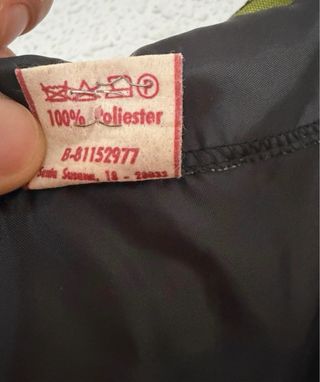 100% Poliester
B-81152977
Santa Susana, 18 - 28033